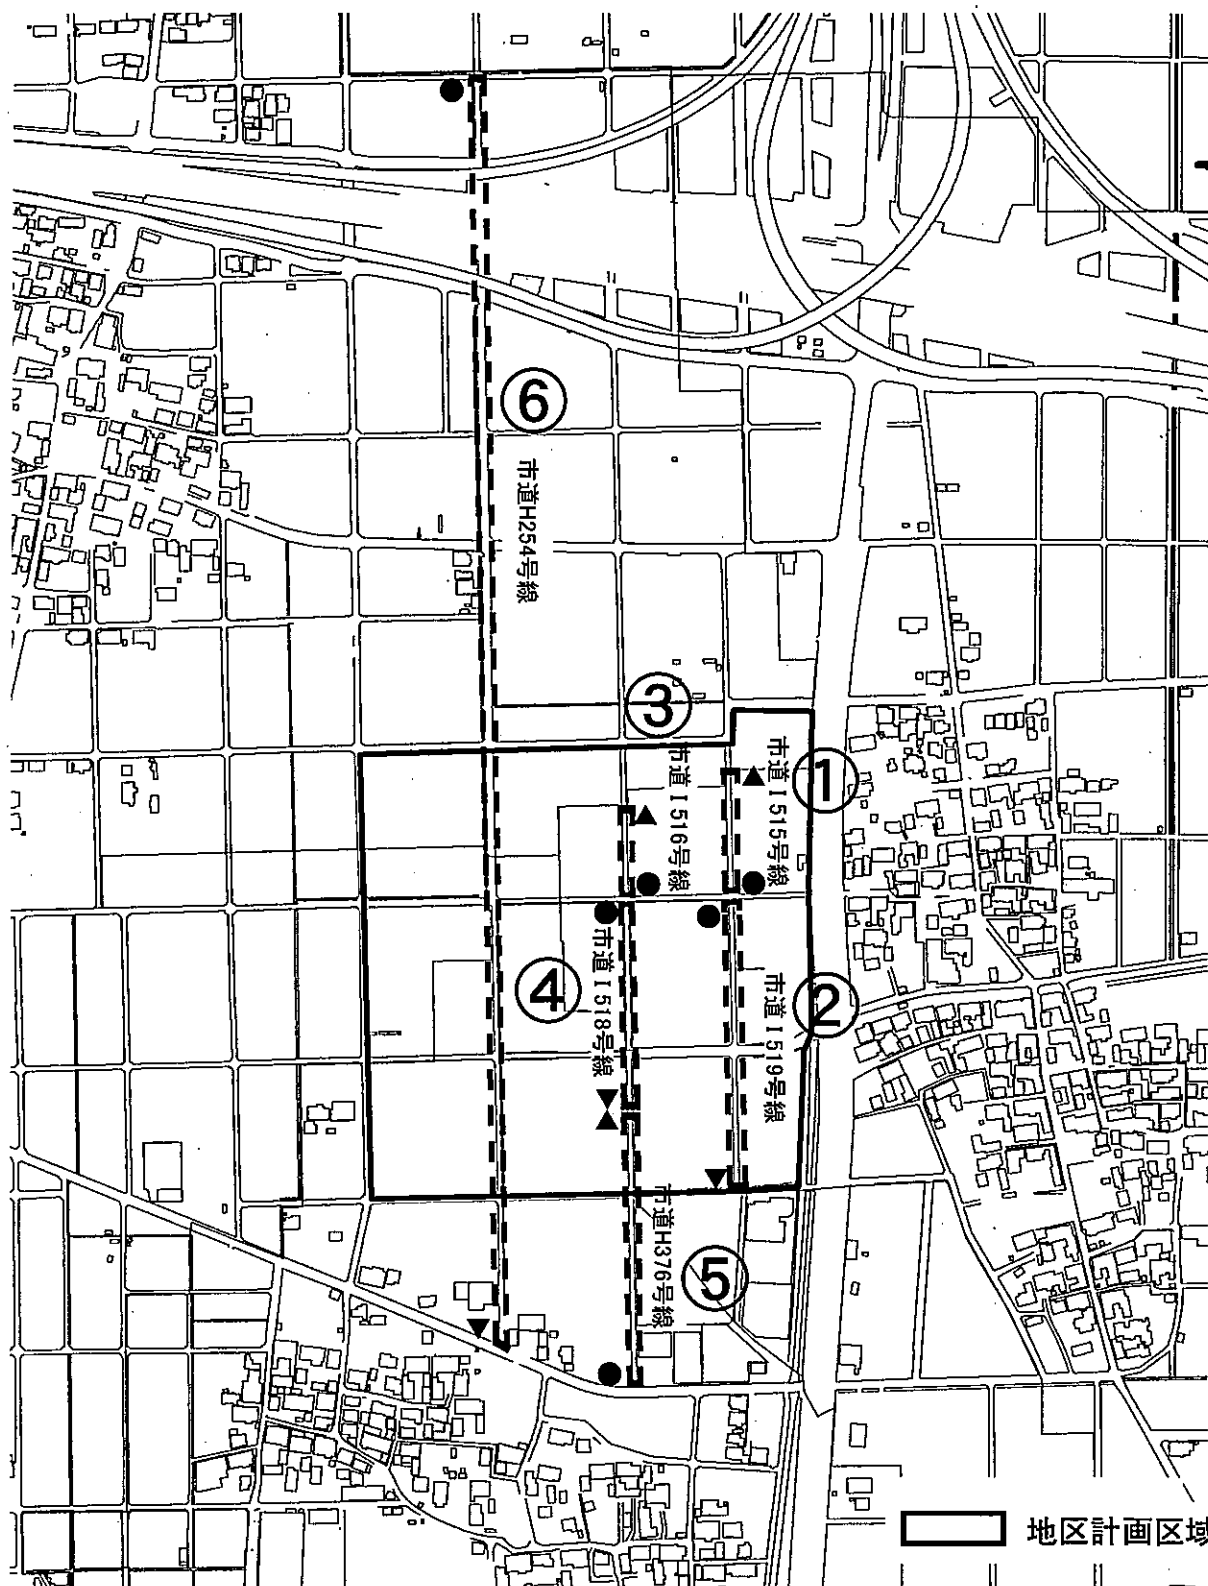 ⑥
市道H254号線
③
市道I516号線
市道I515号線
①
④
市道I518号線
市道I519号線
②
市道H376号線
⑤
地区計画区域